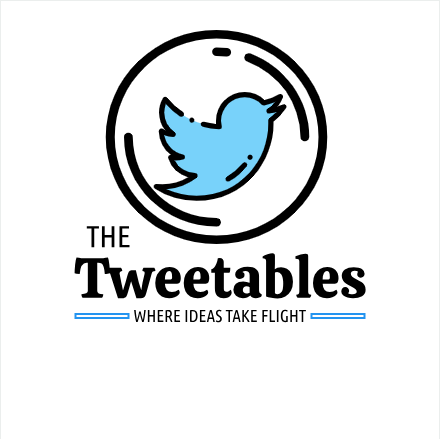 THE
Tweetables
WHERE IDEAS TAKE FLIGHT